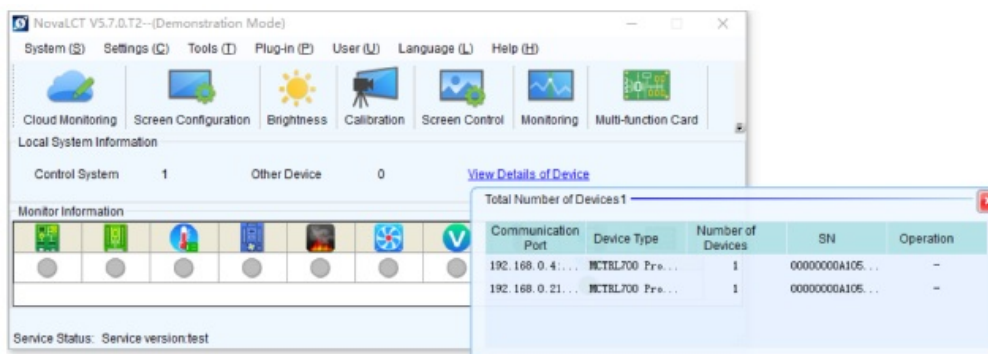 NovaLCT V5.7.0.T2--(Demonstration Mode)
System (S) Settings (C) Tools (T) Plug-in (P) User (U) Language (L) Help (H)
Cloud Monitoring Screen Configuration Brightness Calibration Screen Control Monitoring Multi-function Card
Local System Information
Control System 1 Other Device 0 View Details of Device
Total Number of Devices1
Monitor Information
Communication Port Device Type Number of Devices SN Operation
192.168.0.4:... MCTRL700 Pro... 1 00000000A105... -
192.168.0.21... MCTRL700 Pro... 1 00000000A105... -
Service Status: Service version:test